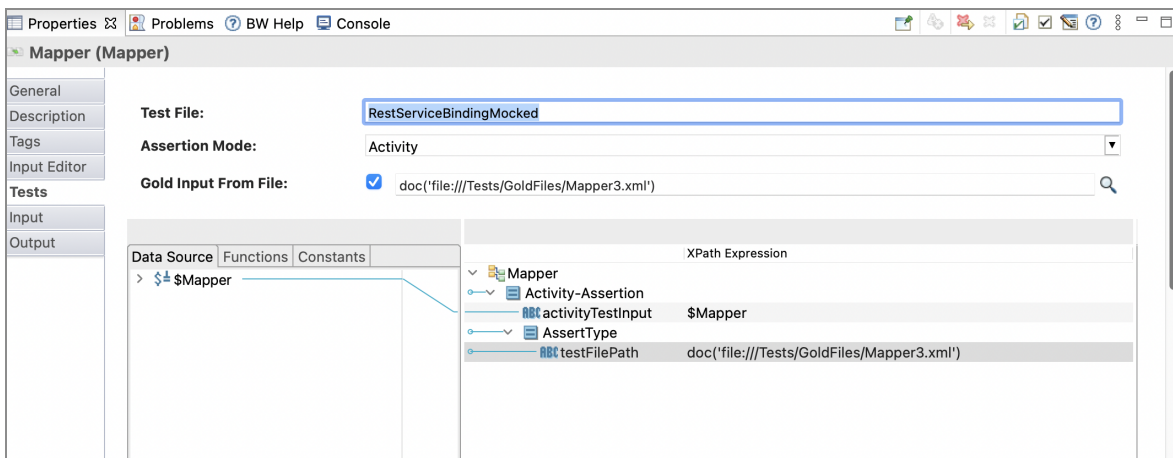 Properties Problems BW Help Console
Mapper (Mapper)
General
Description
Tags
Input Editor
Tests
Input
Output
Test File: RestServiceBindingMocked
Assertion Mode: Activity
Gold Input From File: doc('file:///Tests/GoldFiles/Mapper3.xml')
Data Source Functions Constants
$Mapper
XPath Expression
Mapper
Activity-Assertion
ABC activityTestInput $Mapper
AssertType
ABC testFilePath doc('file:///Tests/GoldFiles/Mapper3.xml')